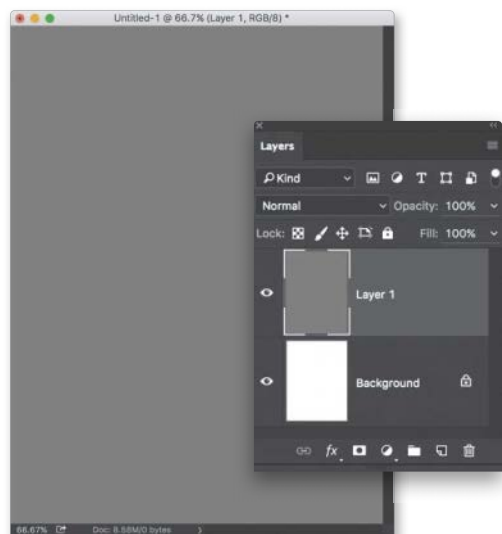 Untitled-1 @ 66.7% (Layer 1, RGB/8) *
Layers
Kind
Normal Opacity: 100%
Lock: Fill: 100%
Layer 1
Background
fx
66.67% Doc: 8.58M/0 bytes